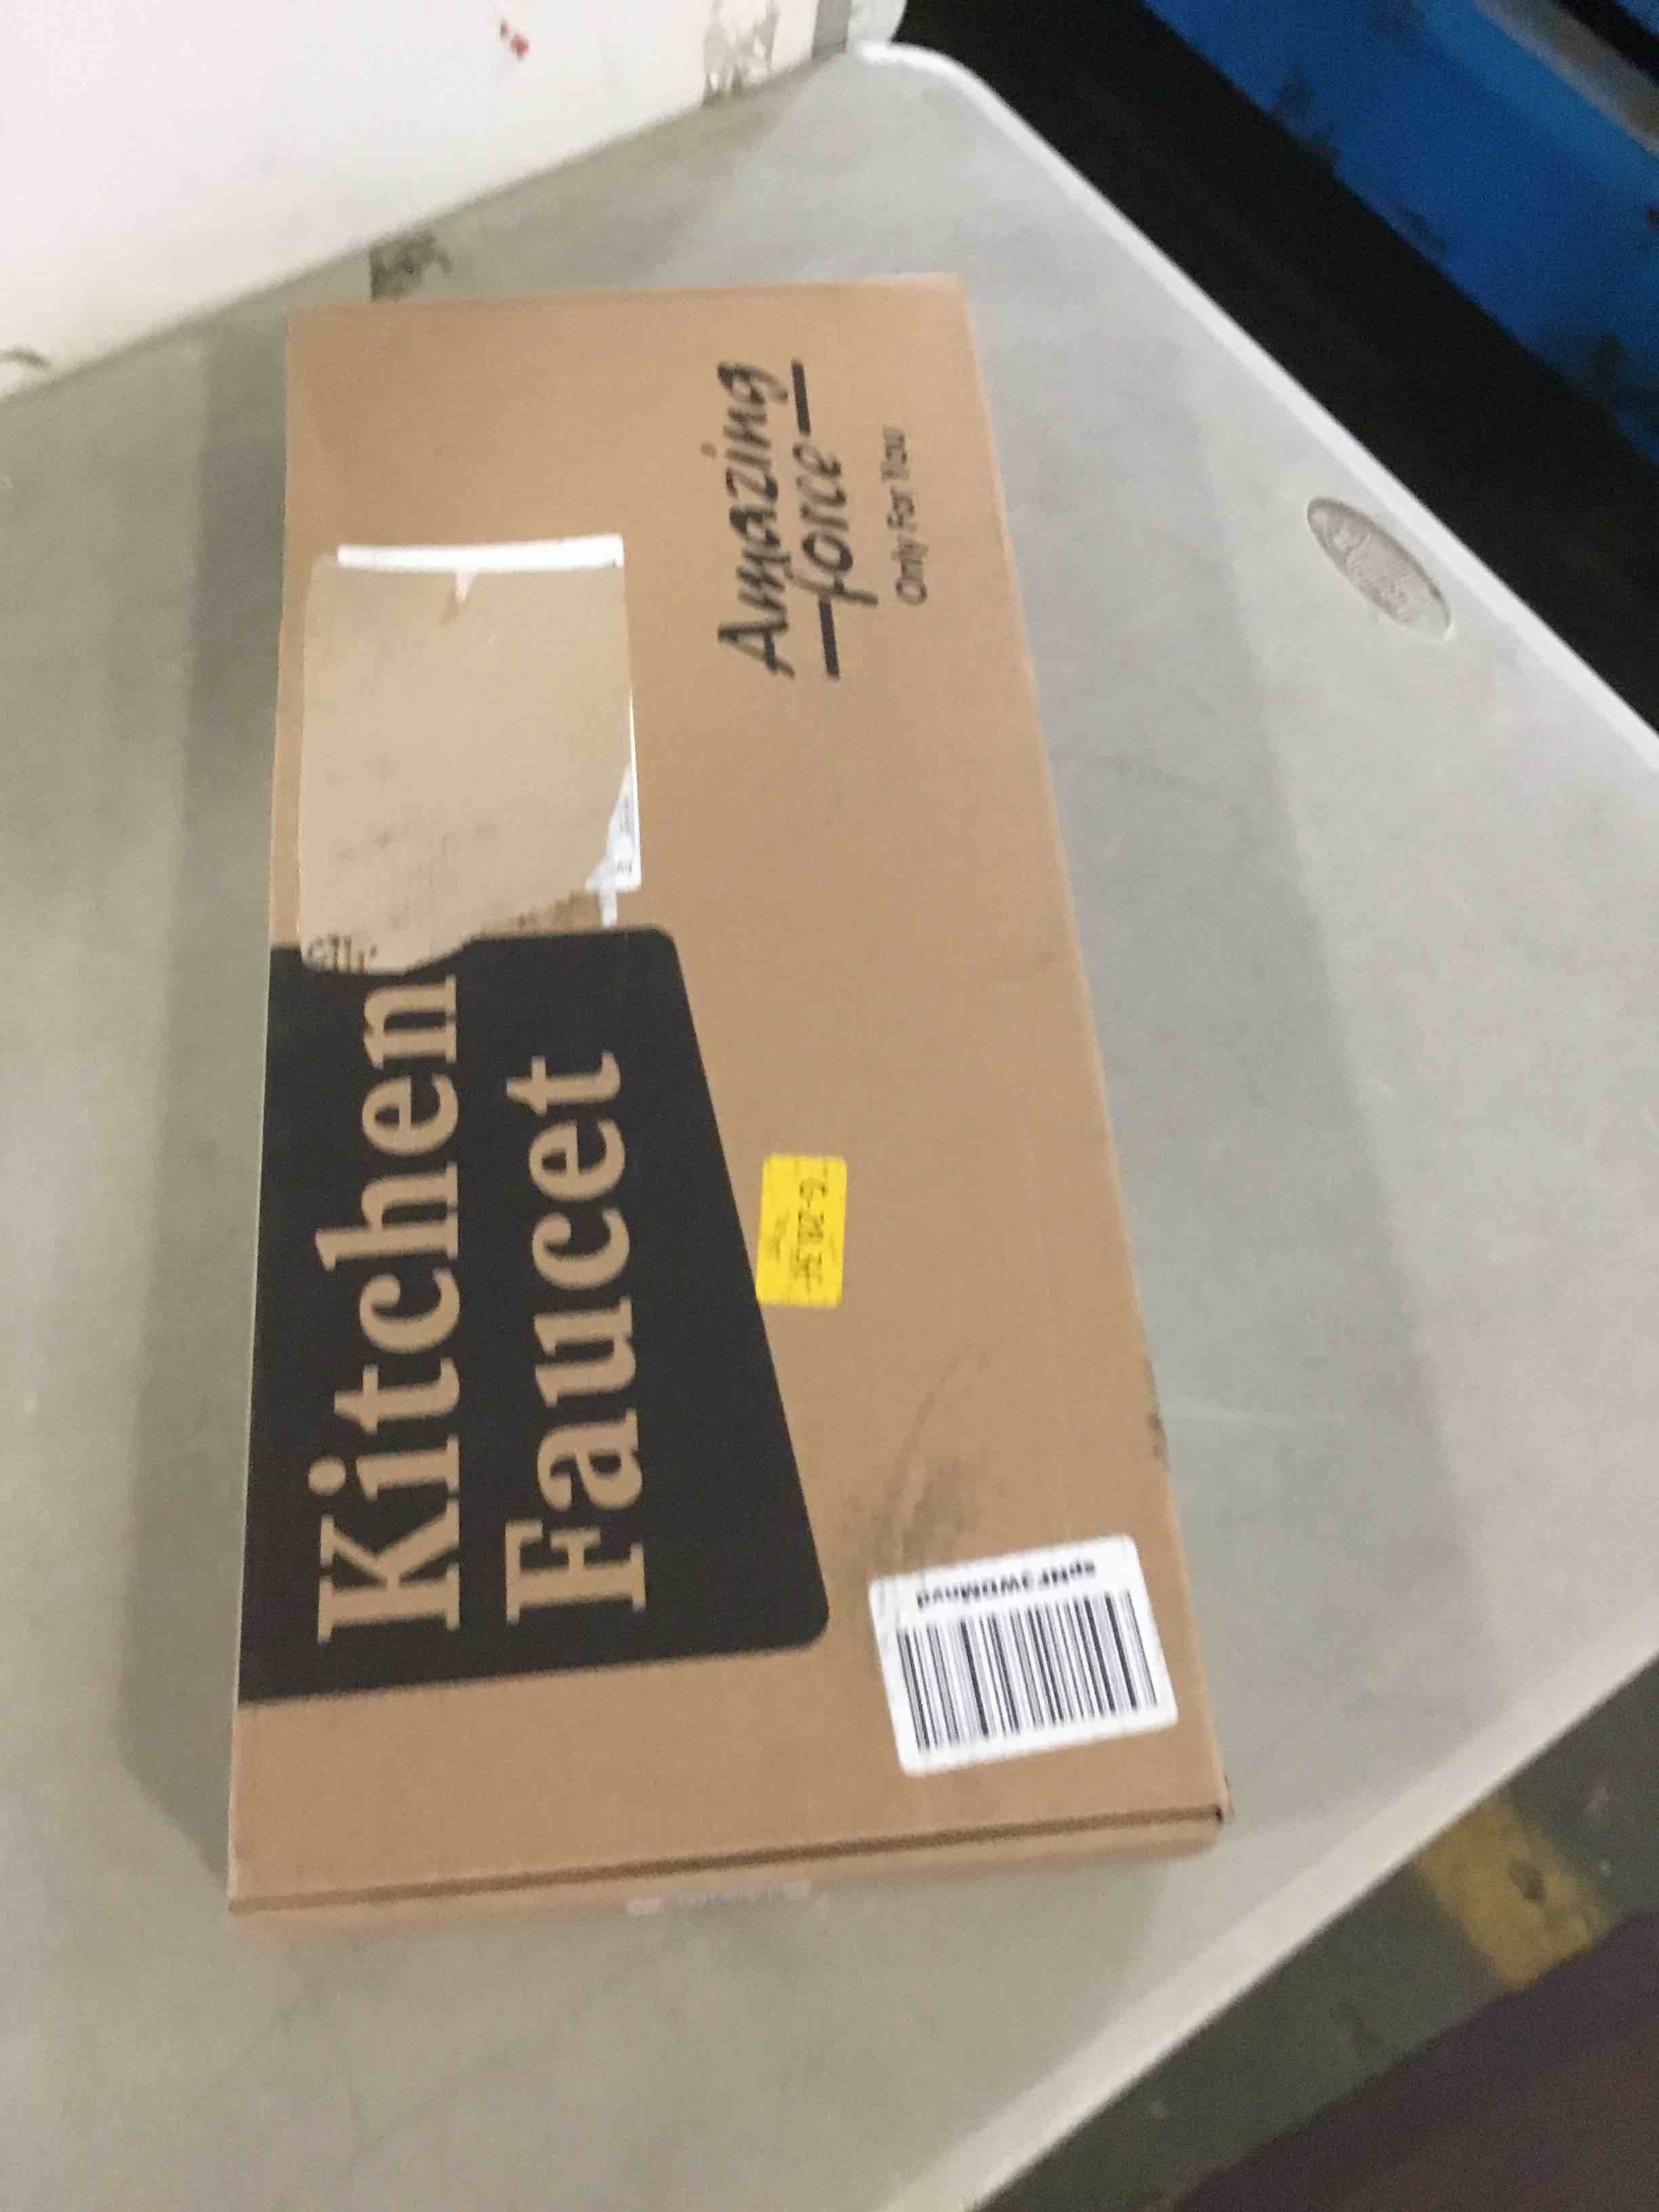 Kitchen
Faucet
Amazing
force
Only For You